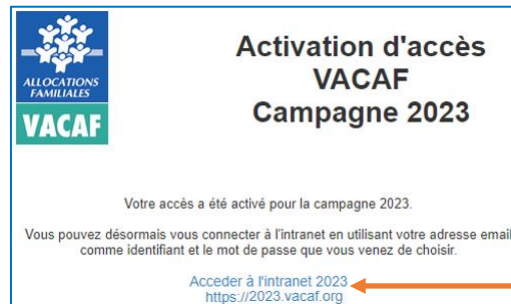 ALLOCATIONS
FAMILIALES
VACAF
Activation d'accès
VACAF
Campagne 2023
Votre accès a été activé pour la campagne 2023.
Vous pouvez désormais vous connecter à l'intranet en utilisant votre adresse email
comme identifiant et le mot de passe que vous venez de choisir.
Acceder à l'intranet 2023
https://2023.vacaf.org